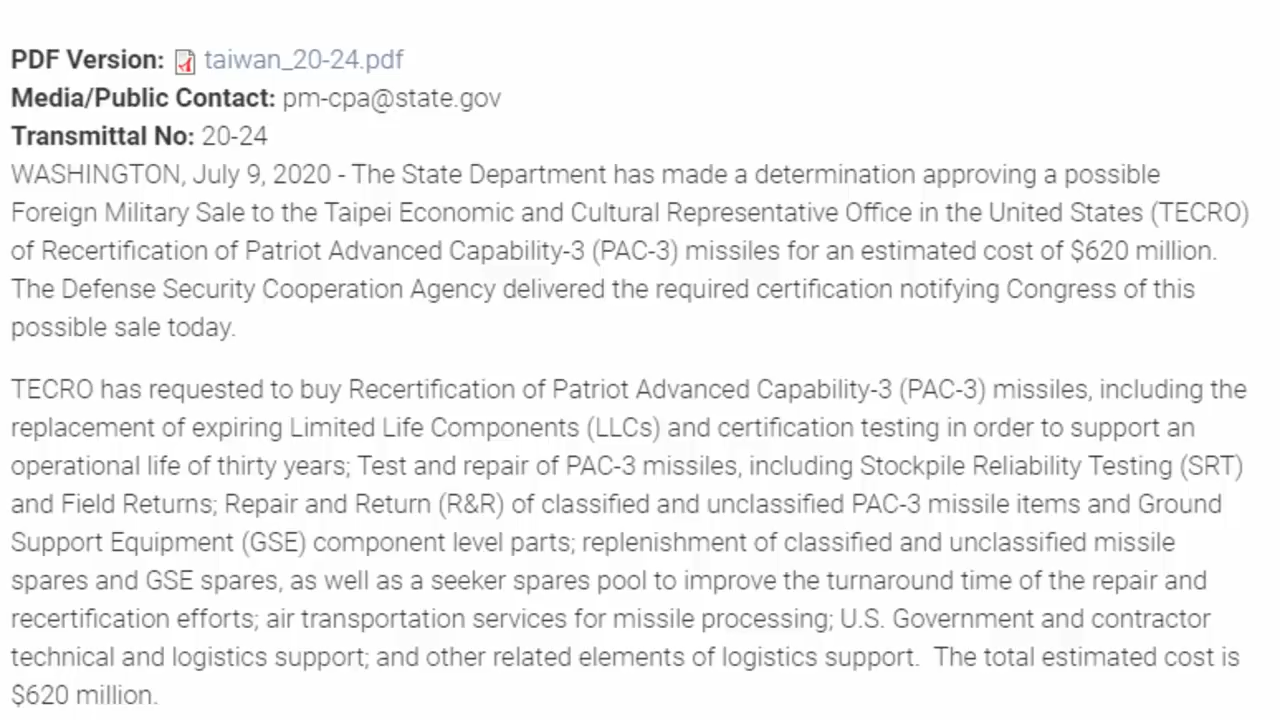 PDF Version: taiwan_20-24.pdf
Media/Public Contact: pm-cpa@state.gov
Transmittal No: 20-24
WASHINGTON, July 9, 2020 - The State Department has made a determination approving a possible
Foreign Military Sale to the Taipei Economic and Cultural Representative Office in the United States (TECRO)
of Recertification of Patriot Advanced Capability-3 (PAC-3) missiles for an estimated cost of $620 million.
The Defense Security Cooperation Agency delivered the required certification notifying Congress of this
possible sale today.
TECRO has requested to buy Recertification of Patriot Advanced Capability-3 (PAC-3) missiles, including the
replacement of expiring Limited Life Components (LLCs) and certification testing in order to support an
operational life of thirty years; Test and repair of PAC-3 missiles, including Stockpile Reliability Testing (SRT)
and Field Returns; Repair and Return (R&R) of classified and unclassified PAC-3 missile items and Ground
Support Equipment (GSE) component level parts; replenishment of classified and unclassified missile
spares and GSE spares, as well as a seeker spares pool to improve the turnaround time of the repair and
recertification efforts; air transportation services for missile processing; U.S. Government and contractor
technical and logistics support; and other related elements of logistics support.  The total estimated cost is
$620 million.